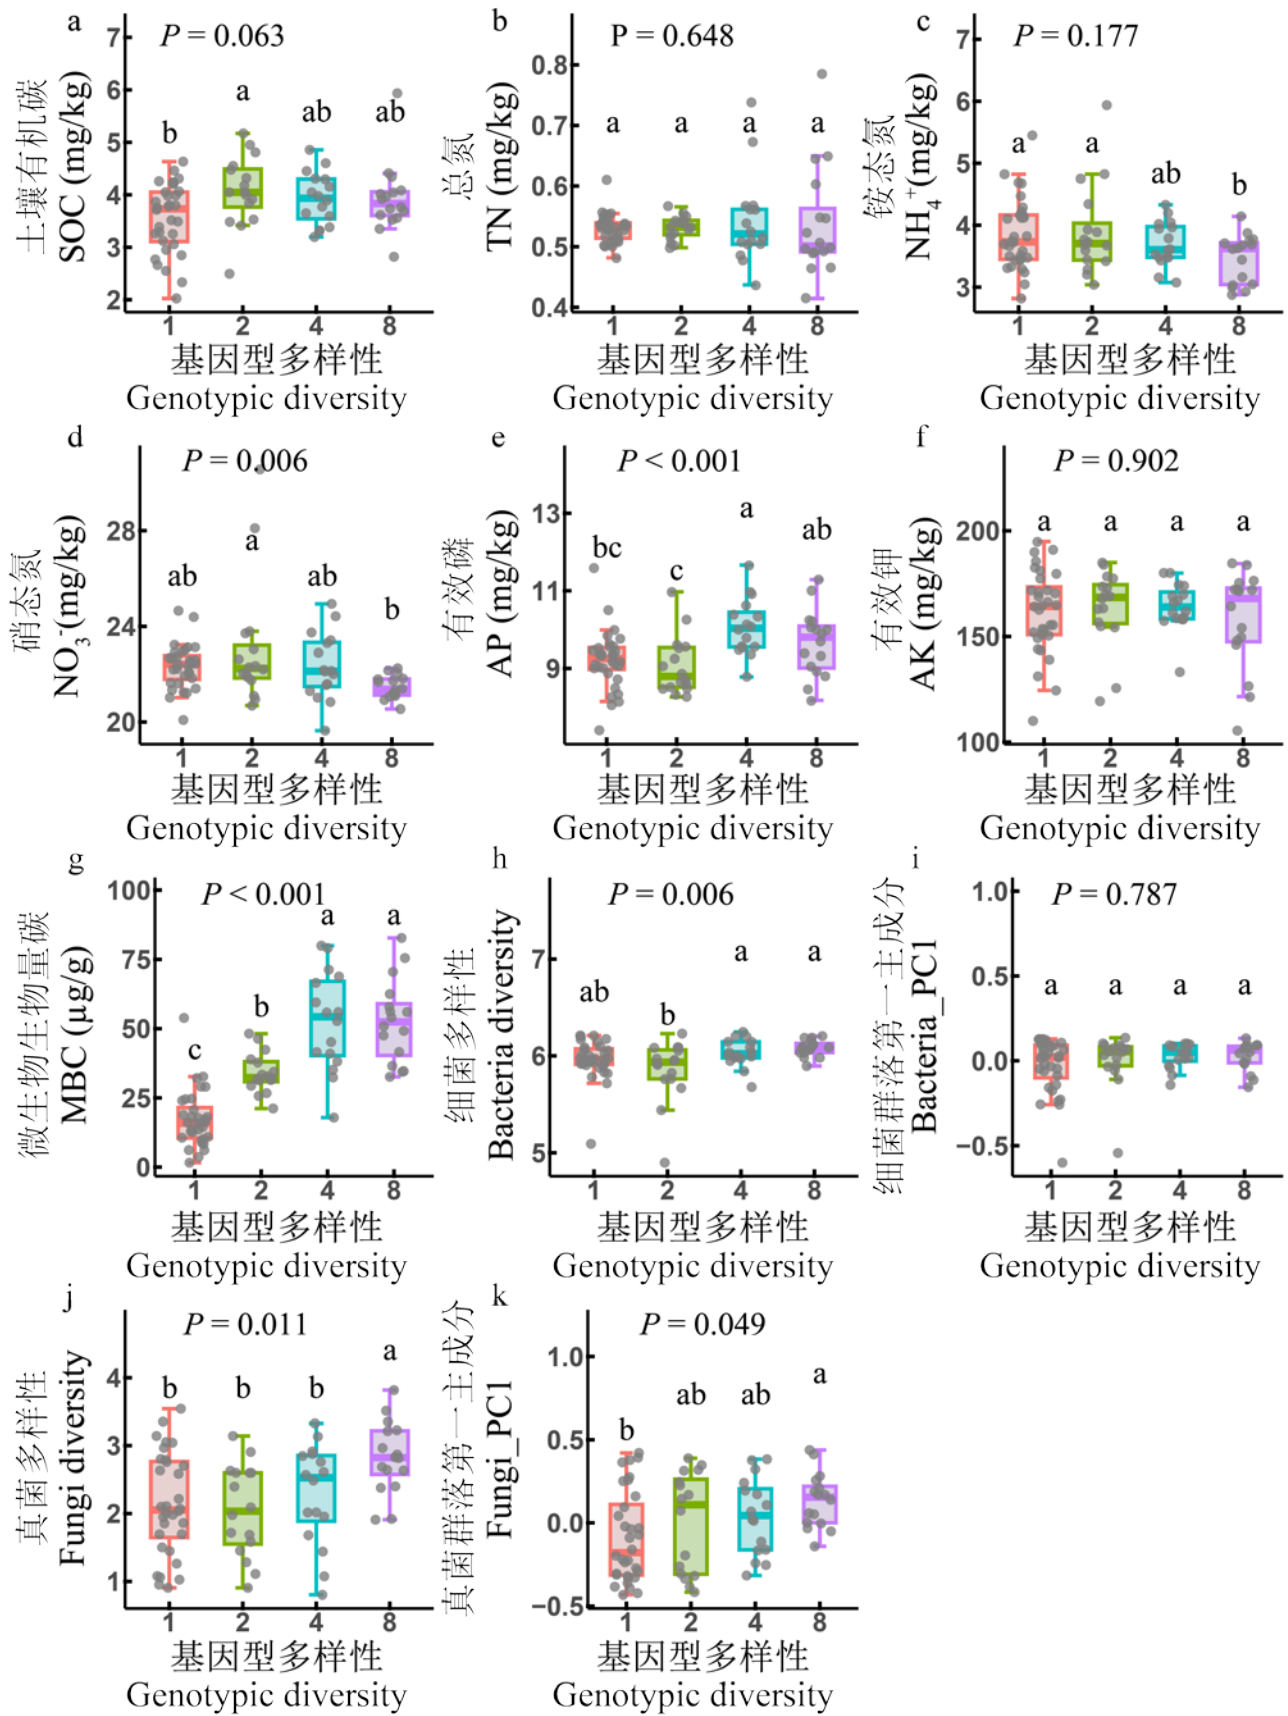 a
P = 0.063
土壤有机碳
SOC (mg/kg)
7
6
5
4
3
2
b
a
ab
ab
1
2
4
8
基因型多样性
Genotypic diversity
b
P = 0.648
总氮
TN (mg/kg)
0.8
0.7
0.6
0.5
0.4
a
a
a
a
1
2
4
8
基因型多样性
Genotypic diversity
c
P = 0.177
铵态氮
NH₄⁺(mg/kg)
7
6
5
4
3
a
a
ab
b
1
2
4
8
基因型多样性
Genotypic diversity
d
P = 0.006
硝态氮
NO₃⁻(mg/kg)
28
24
20
ab
a
ab
b
1
2
4
8
基因型多样性
Genotypic diversity
e
P < 0.001
有效磷
AP (mg/kg)
13
11
9
bc
c
a
ab
1
2
4
8
基因型多样性
Genotypic diversity
f
P = 0.902
有效钾
AK (mg/kg)
200
150
100
a
a
a
a
1
2
4
8
基因型多样性
Genotypic diversity
g
P < 0.001
微生物生物量碳
MBC (μg/g)
100
75
50
25
0
c
b
a
a
1
2
4
8
基因型多样性
Genotypic diversity
h
P = 0.006
细菌多样性
Bacteria diversity
7
6
5
ab
b
a
a
1
2
4
8
基因型多样性
Genotypic diversity
i
P = 0.787
细菌群落第一主成分
Bacteria_PC1
1.0
0.5
0.0
−0.5
a
a
a
a
1
2
4
8
基因型多样性
Genotypic diversity
j
P = 0.011
真菌多样性
Fungi diversity
4
3
2
1
b
b
b
a
1
2
4
8
基因型多样性
Genotypic diversity
k
P = 0.049
真菌群落第一主成分
Fungi_PC1
1.0
0.5
0.0
−0.5
b
ab
ab
a
1
2
4
8
基因型多样性
Genotypic diversity